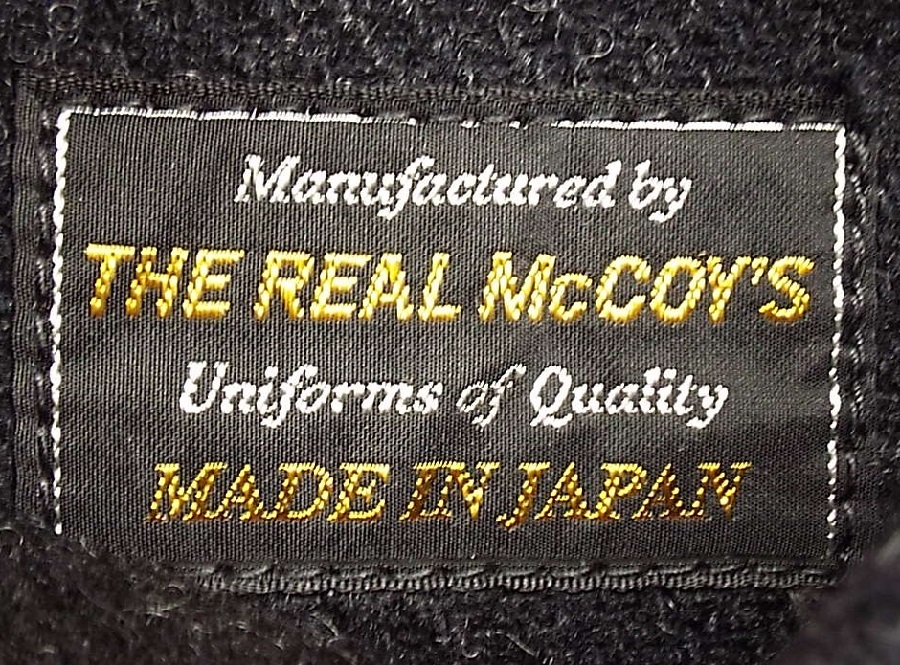 Manufactured by
THE REAL McCOY'S
Uniforms of Quality
MADE IN JAPAN